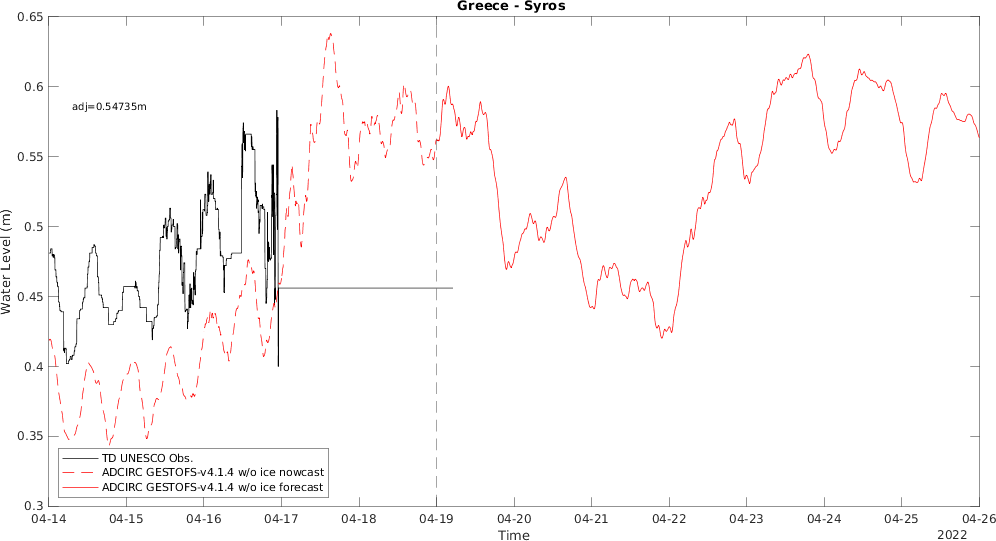 Greece - Syros
0.65
0.6
0.55
0.5
0.45
0.4
0.35
0.3
Water Level (m)
adj=0.54735m
TD UNESCO Obs.
ADCIRC GESTOFS-v4.1.4 w/o ice nowcast
ADCIRC GESTOFS-v4.1.4 w/o ice forecast
04-14 04-15 04-16 04-17 04-18 04-19 04-20 04-21 04-22 04-23 04-24 04-25 04-26
Time
2022